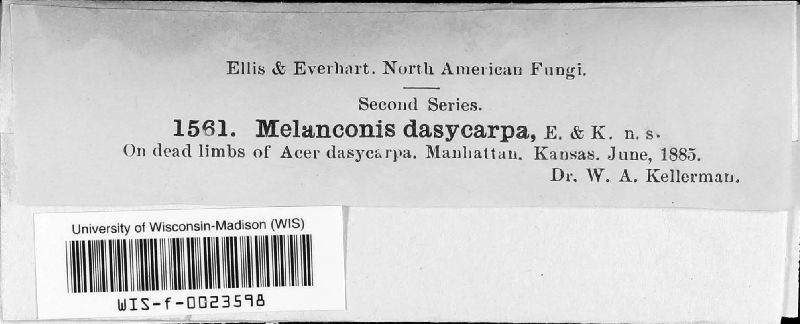 Ellis & Everhart. North American Fungi.
Second Series.
1561. Melanconis dasycarpa, E. & K. n. s.
On dead limbs of Acer dasycarpa. Manhattan. Kansas. June, 1885.
Dr. W. A. Kellerman.
University of Wisconsin-Madison (WIS)
WIS-f-0023598